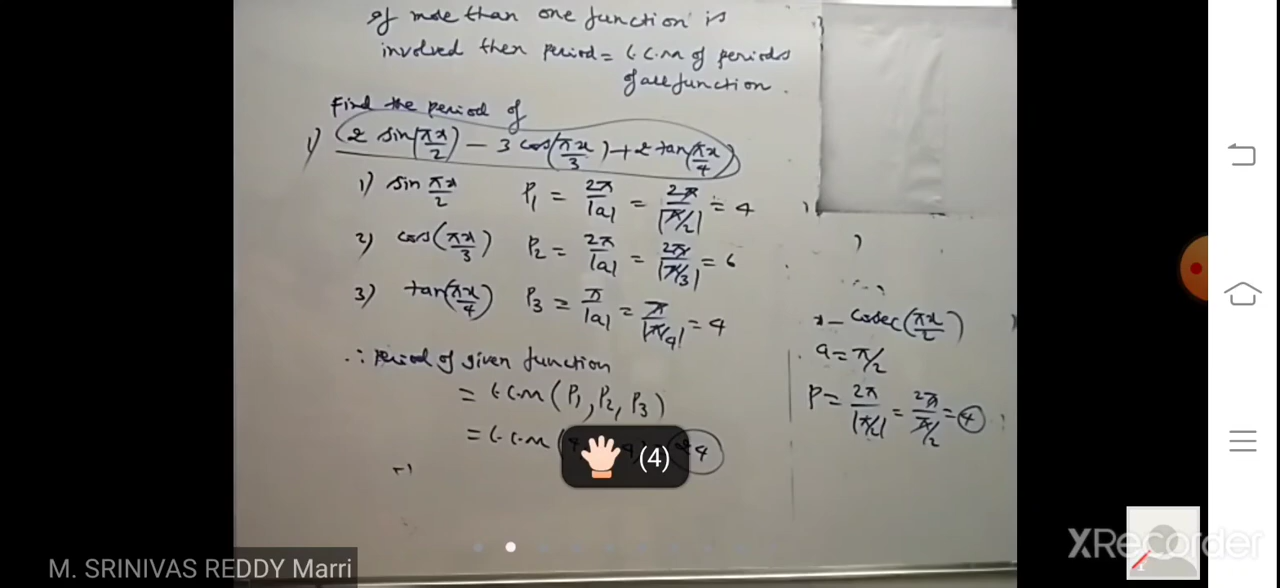 If more than one function is
involved then period = L.C.M of periods
of all function.
Find the period of
1) (2 sin(πx/2) - 3 cos(πx/3) + 2 tan(πx/4))
1) sin πx/2 P₁ = 2π/|a| = 2π/|π/2| = 4
2) cos(πx/3) P₂ = 2π/|a| = 2π/|π/3| = 6
3) tan(πx/4) P₃ = π/|a| = π/|π/4| = 4
∴ period of given function
= L.C.M (P₁, P₂, P₃)
= L.C.M (
(4)
cosec(πx/2)
a = π/2
P = 2π/|π/2| = 2π/π/2 = 4
M. SRINIVAS REDDY Marri
XRecorder